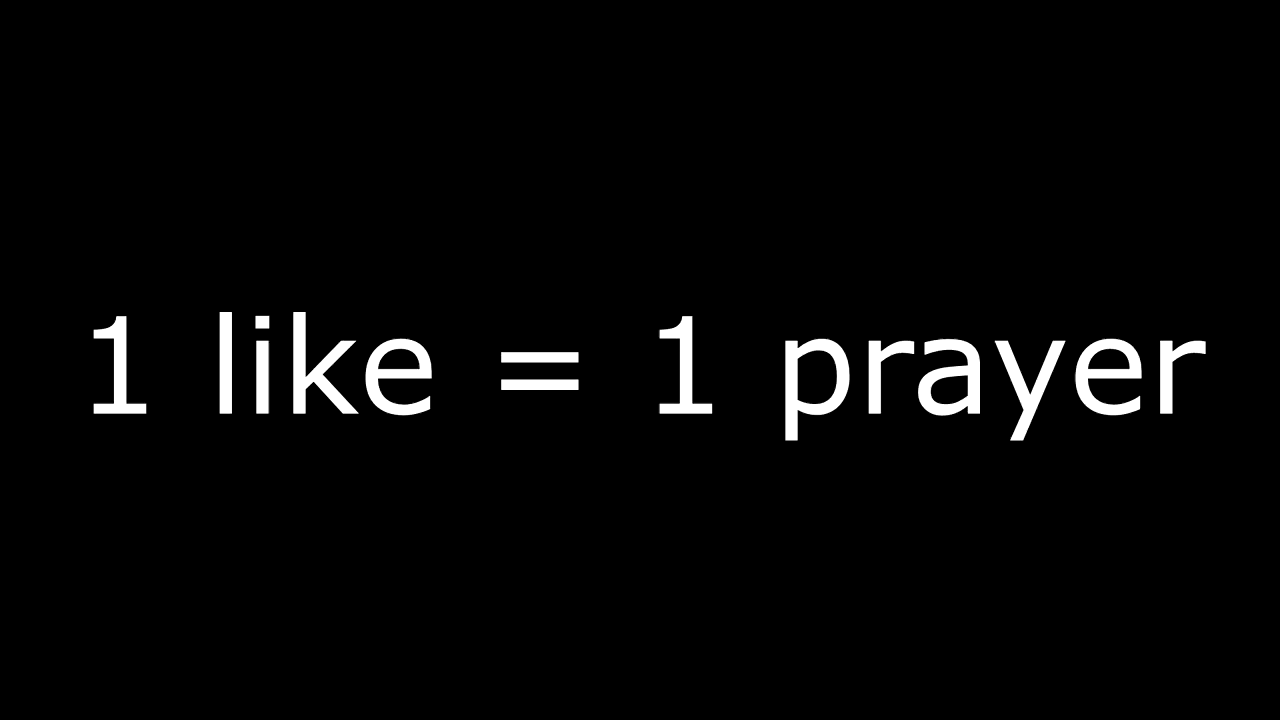 1 like = 1 prayer